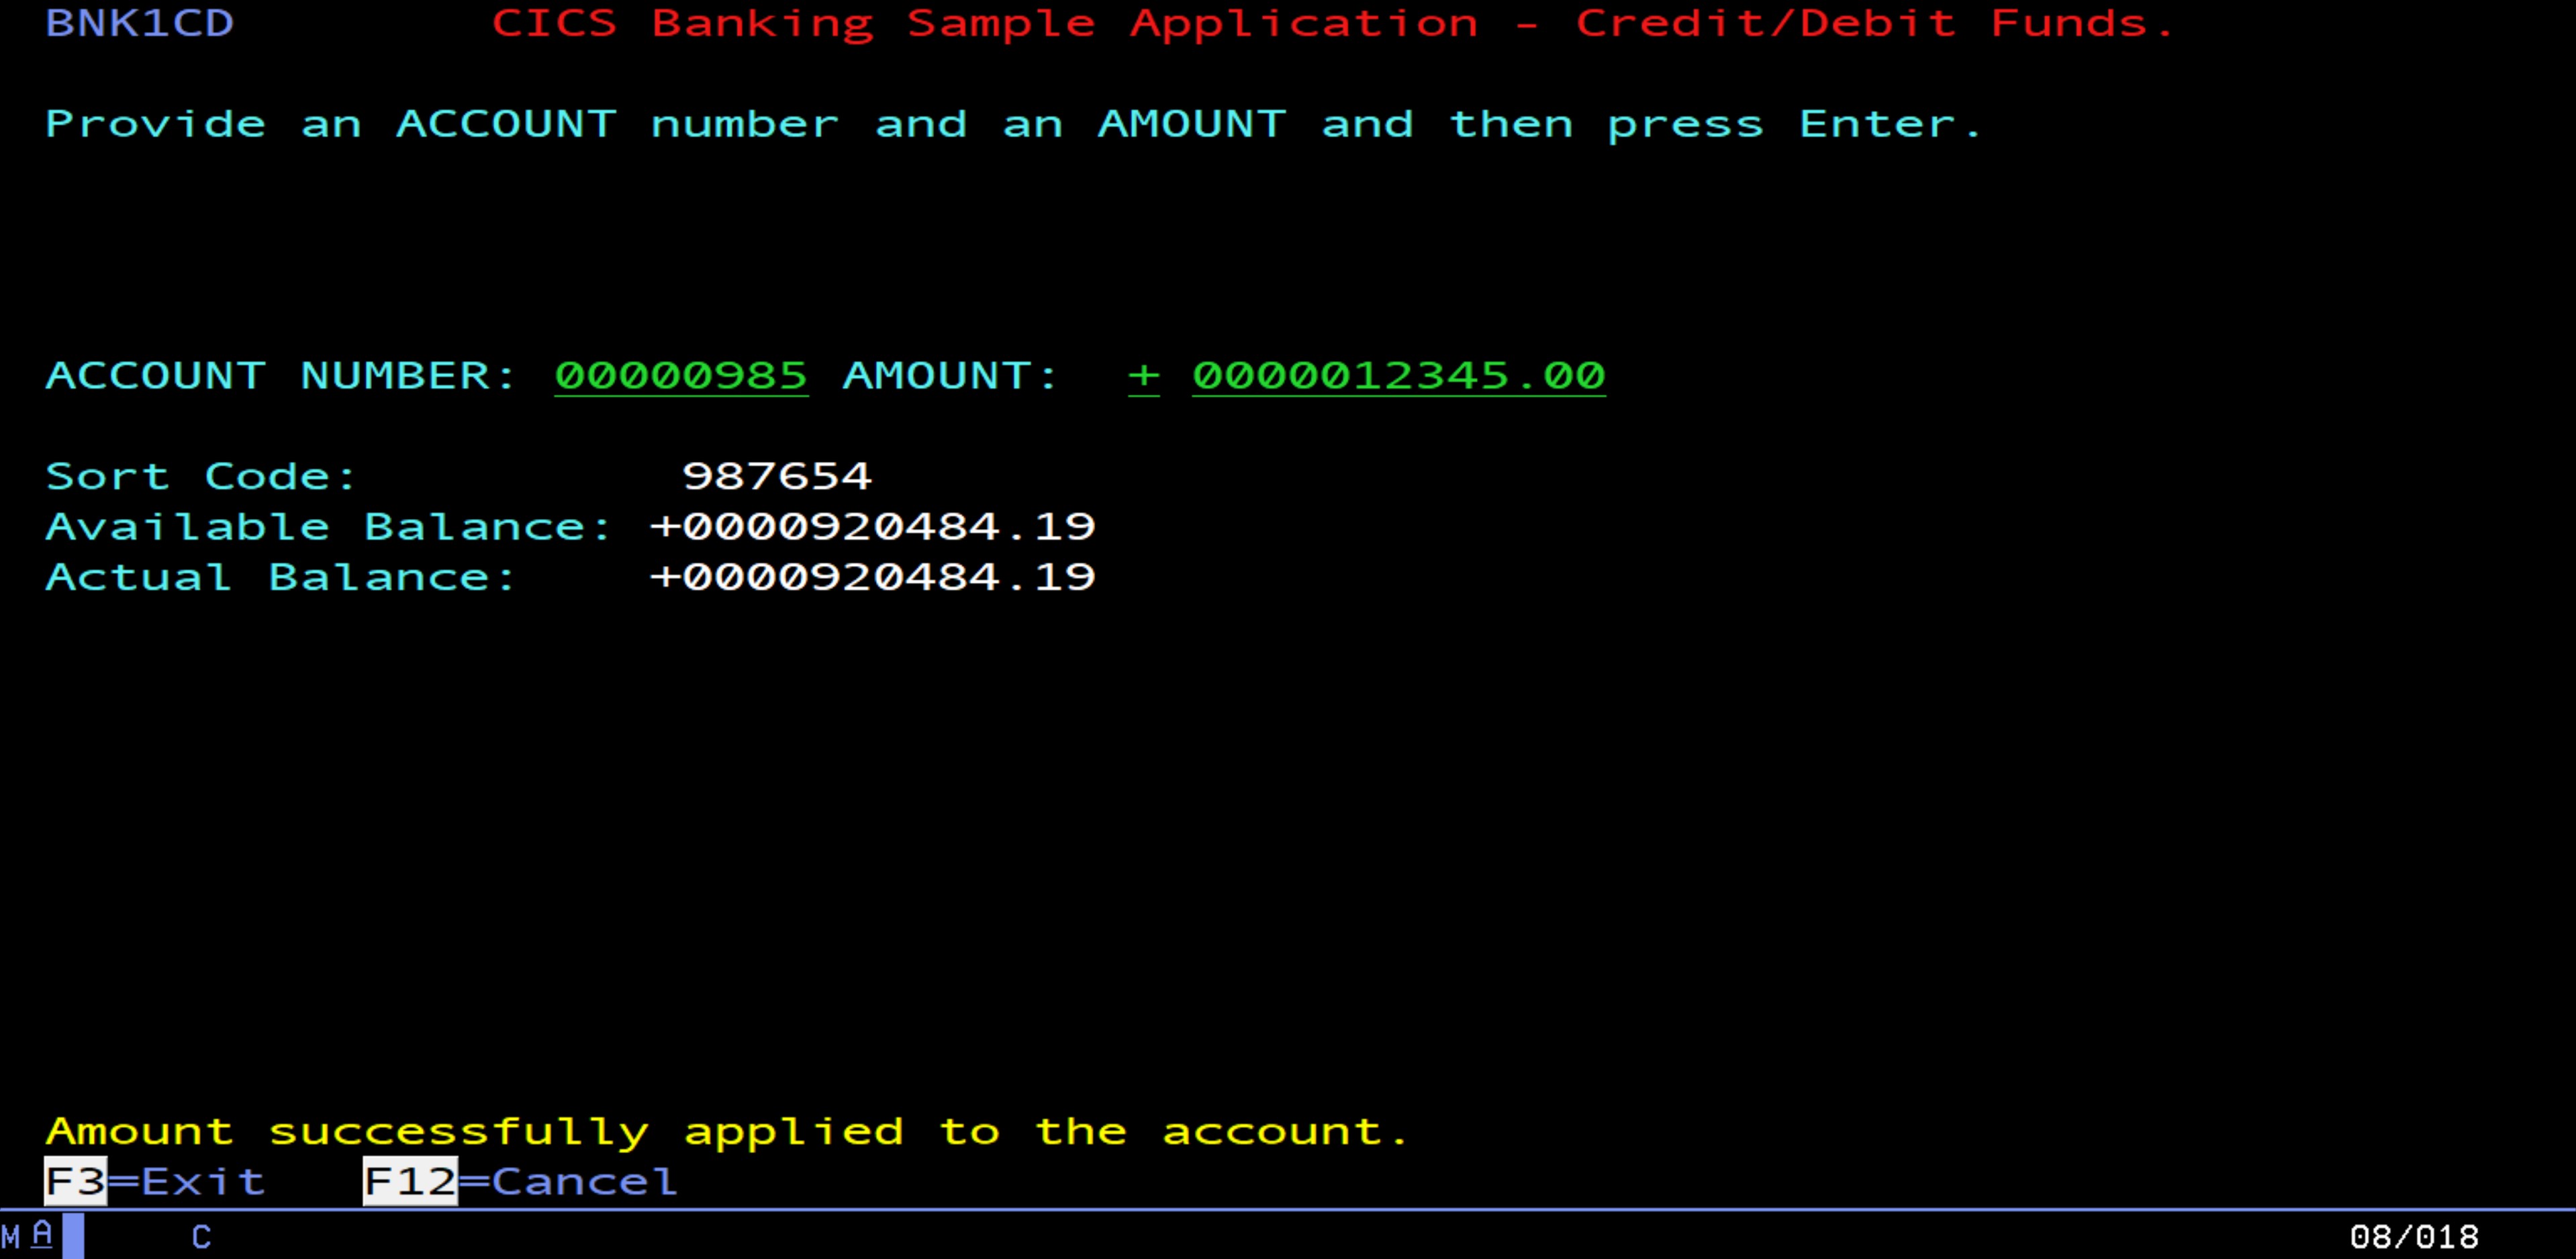 BNK1CD CICS Banking Sample Application - Credit/Debit Funds.
Provide an ACCOUNT number and an AMOUNT and then press Enter.
ACCOUNT NUMBER: 00000985 AMOUNT: + 0000012345.00
Sort Code: 987654
Available Balance: +0000920484.19
Actual Balance: +0000920484.19
Amount successfully applied to the account.
F3=Exit F12=Cancel
MA C 08/018